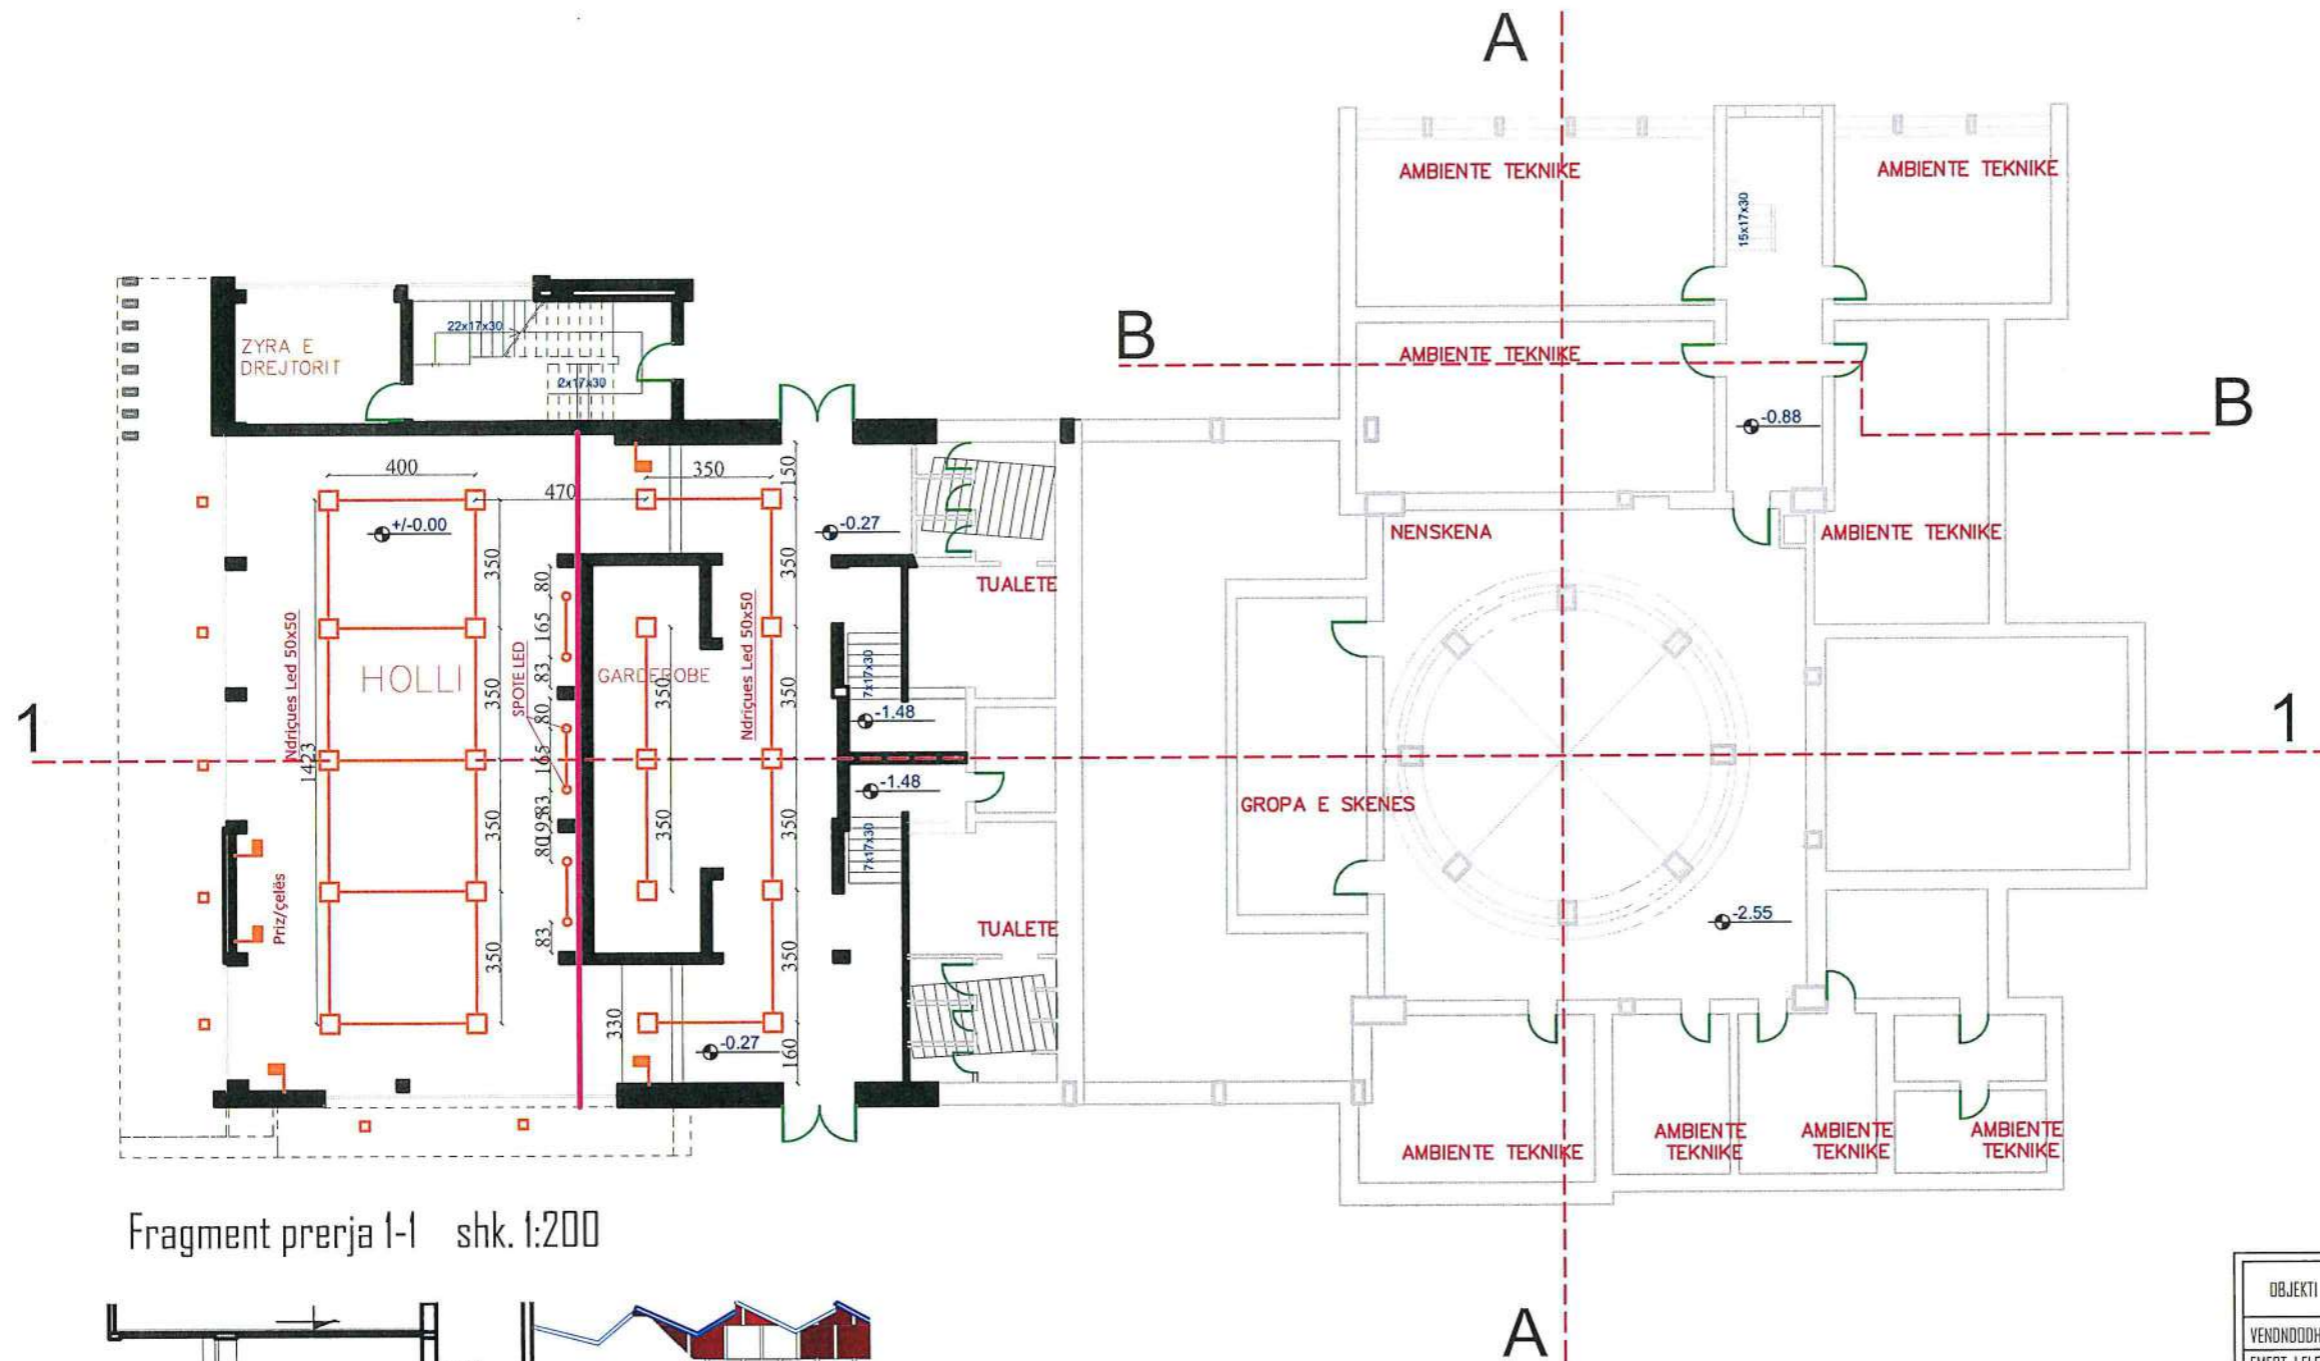 A
AMBIENTE TEKNIKE
AMBIENTE TEKNIKE
15x17x30
ZYRA E
DREJTORIT
22x17x30
2x17x30
B
AMBIENTE TEKNIKE
B
-0.88
400
470
350
150
+/-0.00
-0.27
NENSKENA
AMBIENTE TEKNIKE
350
80
350
TUALETE
Ndriçues Led 50x50
165
Ndriçues Led 50x50
HOLLI
SPOTE LED
83
GARDEROBE
350
350
350
7x17x30
80
-1.48
1
1
1423
165
-1.48
GROPA E SKENES
350
83
195
80
350
350
7x17x30
Priz/çelës
-2.55
TUALETE
83
350
350
330
-0.27
160
AMBIENTE TEKNIKE
AMBIENTE
TEKNIKE
AMBIENTE
TEKNIKE
AMBIENTE
TEKNIKE
Fragment prerja 1-1 shk. 1:200
A
OBJEKTI